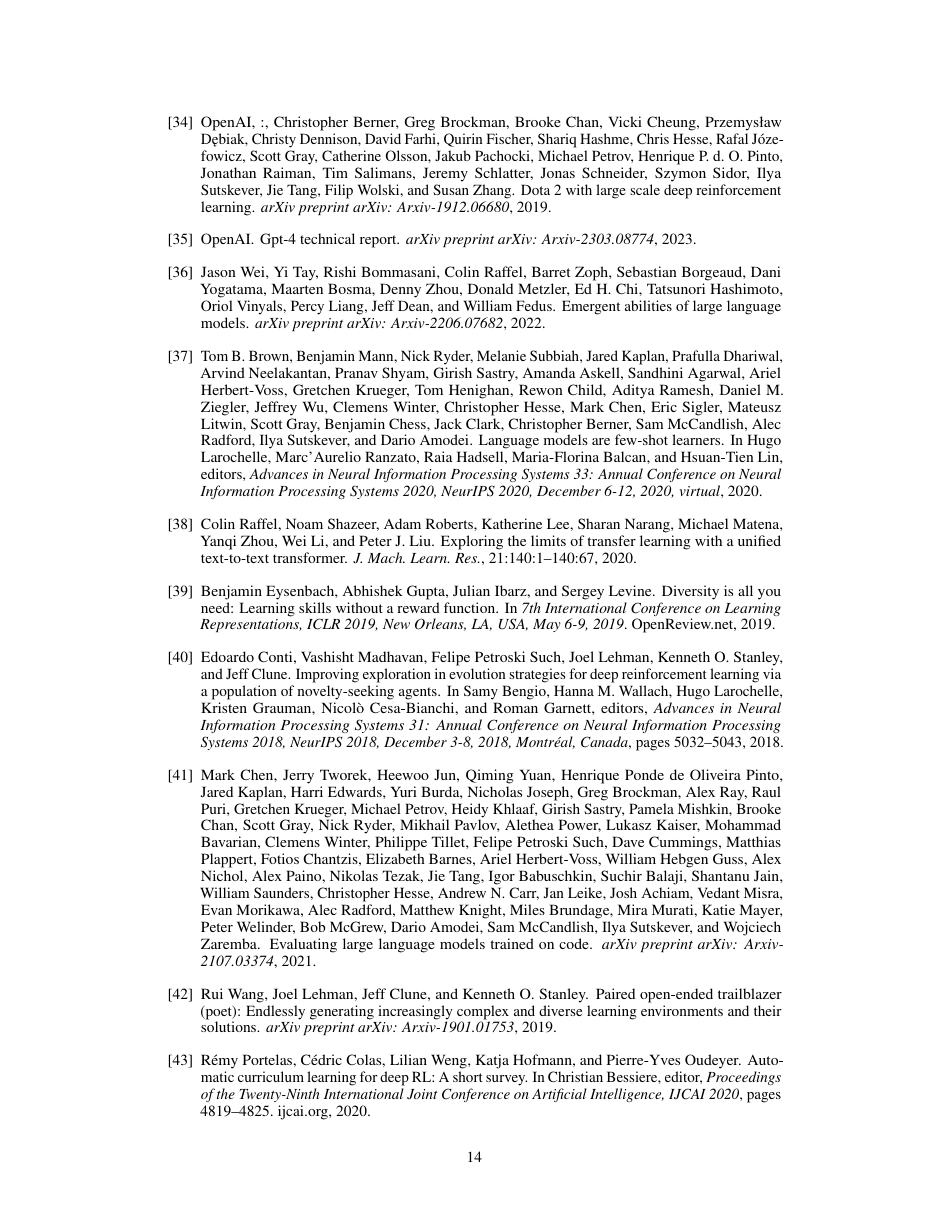 [34] OpenAI, :, Christopher Berner, Greg Brockman, Brooke Chan, Vicki Cheung, Przemysław
Dębiak, Christy Dennison, David Farhi, Quirin Fischer, Shariq Hashme, Chris Hesse, Rafal Józe-
fowicz, Scott Gray, Catherine Olsson, Jakub Pachocki, Michael Petrov, Henrique P. d. O. Pinto,
Jonathan Raiman, Tim Salimans, Jeremy Schlatter, Jonas Schneider, Szymon Sidor, Ilya
Sutskever, Jie Tang, Filip Wolski, and Susan Zhang. Dota 2 with large scale deep reinforcement
learning. arXiv preprint arXiv: Arxiv-1912.06680, 2019.
[35] OpenAI. Gpt-4 technical report. arXiv preprint arXiv: Arxiv-2303.08774, 2023.
[36] Jason Wei, Yi Tay, Rishi Bommasani, Colin Raffel, Barret Zoph, Sebastian Borgeaud, Dani
Yogatama, Maarten Bosma, Denny Zhou, Donald Metzler, Ed H. Chi, Tatsunori Hashimoto,
Oriol Vinyals, Percy Liang, Jeff Dean, and William Fedus. Emergent abilities of large language
models. arXiv preprint arXiv: Arxiv-2206.07682, 2022.
[37] Tom B. Brown, Benjamin Mann, Nick Ryder, Melanie Subbiah, Jared Kaplan, Prafulla Dhariwal,
Arvind Neelakantan, Pranav Shyam, Girish Sastry, Amanda Askell, Sandhini Agarwal, Ariel
Herbert-Voss, Gretchen Krueger, Tom Henighan, Rewon Child, Aditya Ramesh, Daniel M.
Ziegler, Jeffrey Wu, Clemens Winter, Christopher Hesse, Mark Chen, Eric Sigler, Mateusz
Litwin, Scott Gray, Benjamin Chess, Jack Clark, Christopher Berner, Sam McCandlish, Alec
Radford, Ilya Sutskever, and Dario Amodei. Language models are few-shot learners. In Hugo
Larochelle, Marc'Aurelio Ranzato, Raia Hadsell, Maria-Florina Balcan, and Hsuan-Tien Lin,
editors, Advances in Neural Information Processing Systems 33: Annual Conference on Neural
Information Processing Systems 2020, NeurIPS 2020, December 6-12, 2020, virtual, 2020.
[38] Colin Raffel, Noam Shazeer, Adam Roberts, Katherine Lee, Sharan Narang, Michael Matena,
Yanqi Zhou, Wei Li, and Peter J. Liu. Exploring the limits of transfer learning with a unified
text-to-text transformer. J. Mach. Learn. Res., 21:140:1–140:67, 2020.
[39] Benjamin Eysenbach, Abhishek Gupta, Julian Ibarz, and Sergey Levine. Diversity is all you
need: Learning skills without a reward function. In 7th International Conference on Learning
Representations, ICLR 2019, New Orleans, LA, USA, May 6-9, 2019. OpenReview.net, 2019.
[40] Edoardo Conti, Vashisht Madhavan, Felipe Petroski Such, Joel Lehman, Kenneth O. Stanley,
and Jeff Clune. Improving exploration in evolution strategies for deep reinforcement learning via
a population of novelty-seeking agents. In Samy Bengio, Hanna M. Wallach, Hugo Larochelle,
Kristen Grauman, Nicolò Cesa-Bianchi, and Roman Garnett, editors, Advances in Neural
Information Processing Systems 31: Annual Conference on Neural Information Processing
Systems 2018, NeurIPS 2018, December 3-8, 2018, Montréal, Canada, pages 5032–5043, 2018.
[41] Mark Chen, Jerry Tworek, Heewoo Jun, Qiming Yuan, Henrique Ponde de Oliveira Pinto,
Jared Kaplan, Harri Edwards, Yuri Burda, Nicholas Joseph, Greg Brockman, Alex Ray, Raul
Puri, Gretchen Krueger, Michael Petrov, Heidy Khlaaf, Girish Sastry, Pamela Mishkin, Brooke
Chan, Scott Gray, Nick Ryder, Mikhail Pavlov, Alethea Power, Lukasz Kaiser, Mohammad
Bavarian, Clemens Winter, Philippe Tillet, Felipe Petroski Such, Dave Cummings, Matthias
Plappert, Fotios Chantzis, Elizabeth Barnes, Ariel Herbert-Voss, William Hebgen Guss, Alex
Nichol, Alex Paino, Nikolas Tezak, Jie Tang, Igor Babuschkin, Suchir Balaji, Shantanu Jain,
William Saunders, Christopher Hesse, Andrew N. Carr, Jan Leike, Josh Achiam, Vedant Misra,
Evan Morikawa, Alec Radford, Matthew Knight, Miles Brundage, Mira Murati, Katie Mayer,
Peter Welinder, Bob McGrew, Dario Amodei, Sam McCandlish, Ilya Sutskever, and Wojciech
Zaremba. Evaluating large language models trained on code. arXiv preprint arXiv: Arxiv-
2107.03374, 2021.
[42] Rui Wang, Joel Lehman, Jeff Clune, and Kenneth O. Stanley. Paired open-ended trailblazer
(poet): Endlessly generating increasingly complex and diverse learning environments and their
solutions. arXiv preprint arXiv: Arxiv-1901.01753, 2019.
[43] Rémy Portelas, Cédric Colas, Lilian Weng, Katja Hofmann, and Pierre-Yves Oudeyer. Auto-
matic curriculum learning for deep RL: A short survey. In Christian Bessiere, editor, Proceedings
of the Twenty-Ninth International Joint Conference on Artificial Intelligence, IJCAI 2020, pages
4819–4825. ijcai.org, 2020.
14